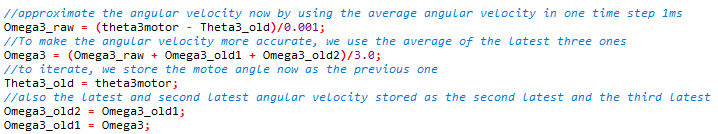 //approximate the angular velocity now by using the average angular velocity in one time step 1ms
Omega3_raw = (theta3motor - Theta3_old)/0.001;
//To make the angular velocity more accurate, we use the average of the latest three ones
Omega3 = (Omega3_raw + Omega3_old1 + Omega3_old2)/3.0;
//to iterate, we store the motoe angle now as the previous one
Theta3_old = theta3motor;
//also the latest and second latest angular velocity stored as the second latest and the third latest
Omega3_old2 = Omega3_old1;
Omega3_old1 = Omega3;